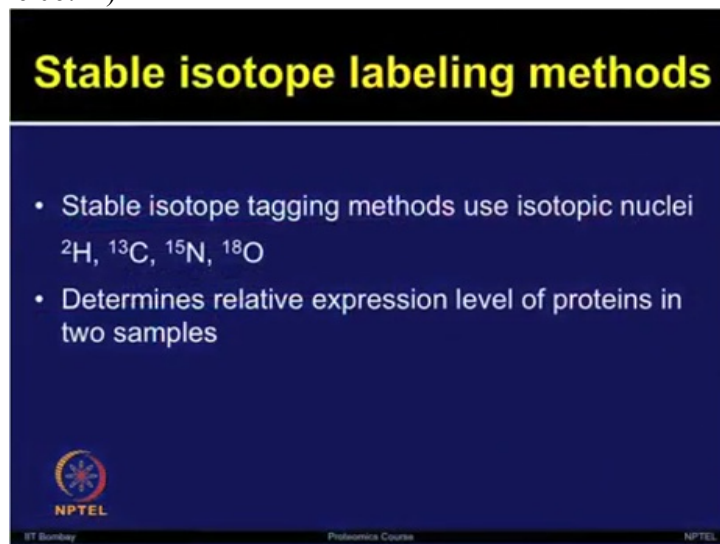 Stable isotope labeling methods
• Stable isotope tagging methods use isotopic nuclei
²H, ¹³C, ¹⁵N, ¹⁸O
• Determines relative expression level of proteins in
two samples
NPTEL
IIT Bombay
Proteomics Course
NPTEL